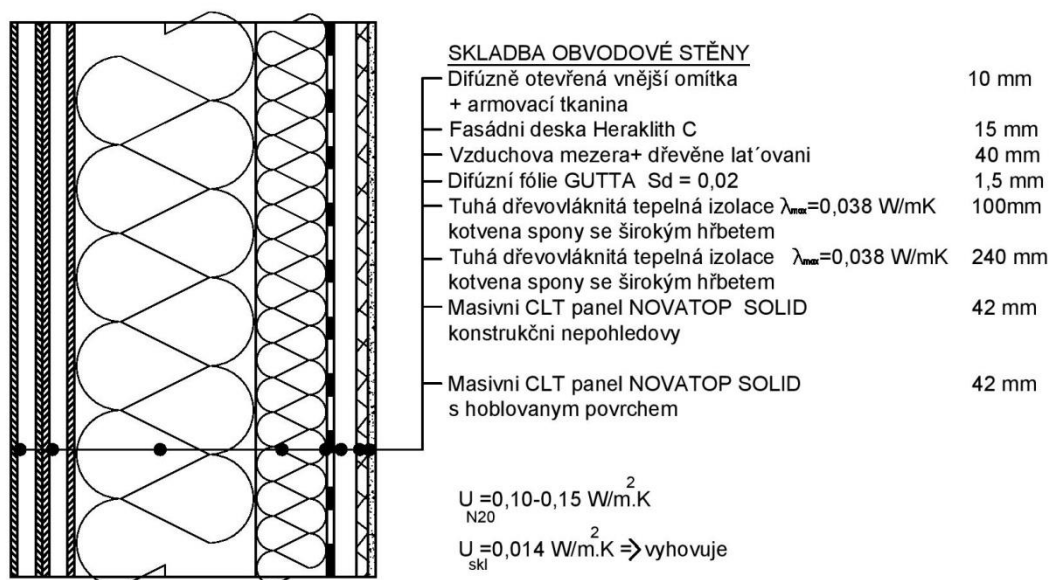 SKLADBA OBVODOVÉ STĚNY
Difúzně otevřená vnější omítka 10 mm
+ armovací tkanina
Fasádni deska Heraklith C 15 mm
Vzduchova mezera+ dřevěne lat´ovani 40 mm
Difúzní fólie GUTTA Sd = 0,02 1,5 mm
Tuhá dřevovláknitá tepelná izolace λmax=0,038 W/mK 100mm
kotvena spony se širokým hřbetem
Tuhá dřevovláknitá tepelná izolace λmax=0,038 W/mK 240 mm
kotvena spony se širokým hřbetem
Masivni CLT panel NOVATOP SOLID 42 mm
konstrukčni nepohledovy
Masivni CLT panel NOVATOP SOLID 42 mm
s hoblovanym povrchem
U N20 =0,10-0,15 W/m².K
U skl =0,014 W/m².K => vyhovuje